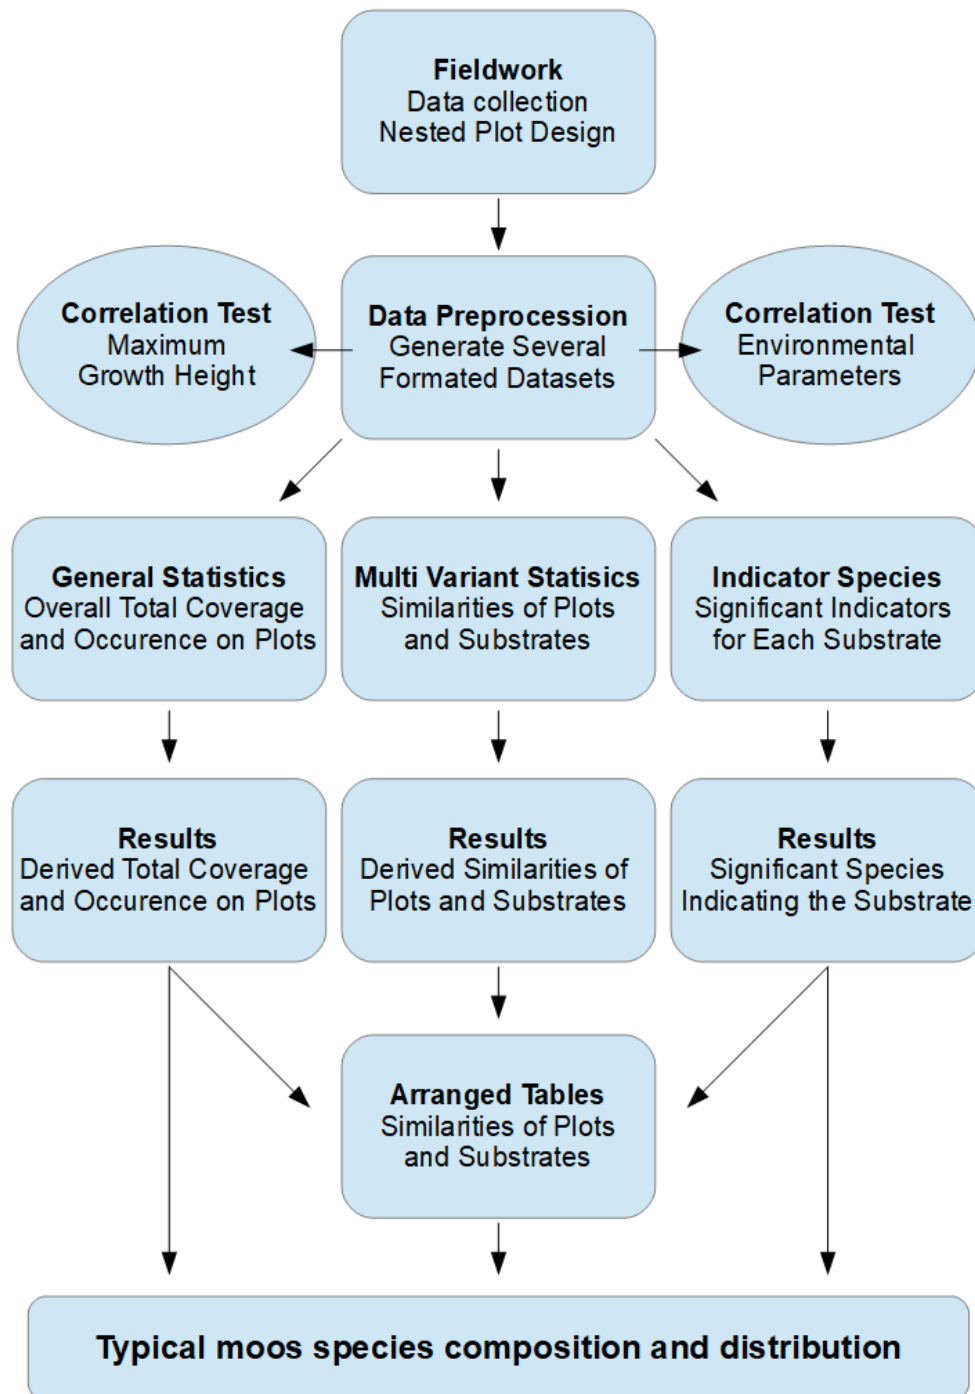 Fieldwork
Data collection
Nested Plot Design
Correlation Test
Maximum
Growth Height
Data Preprocession
Generate Several
Formated Datasets
Correlation Test
Environmental
Parameters
General Statistics
Overall Total Coverage
and Occurence on Plots
Multi Variant Statisics
Similarities of Plots
and Substrates
Indicator Species
Significant Indicators
for Each Substrate
Results
Derived Total Coverage
and Occurence on Plots
Results
Derived Similarities of
Plots and Substrates
Results
Significant Species
Indicating the Substrate
Arranged Tables
Similarities of Plots
and Substrates
Typical moos species composition and distribution